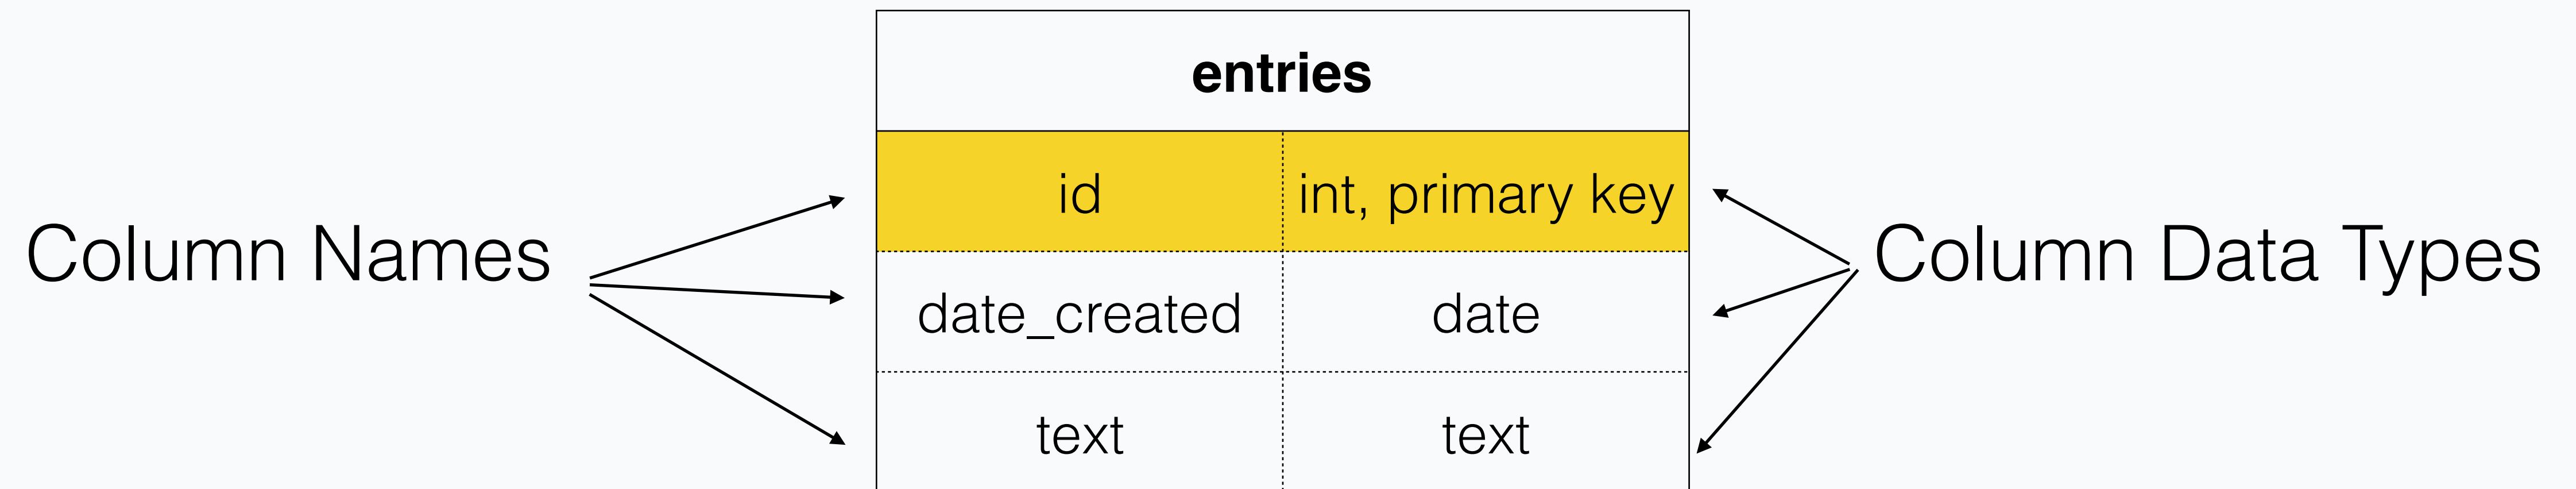 entries
Column Names
id
int, primary key
date_created
date
text
text
Column Data Types